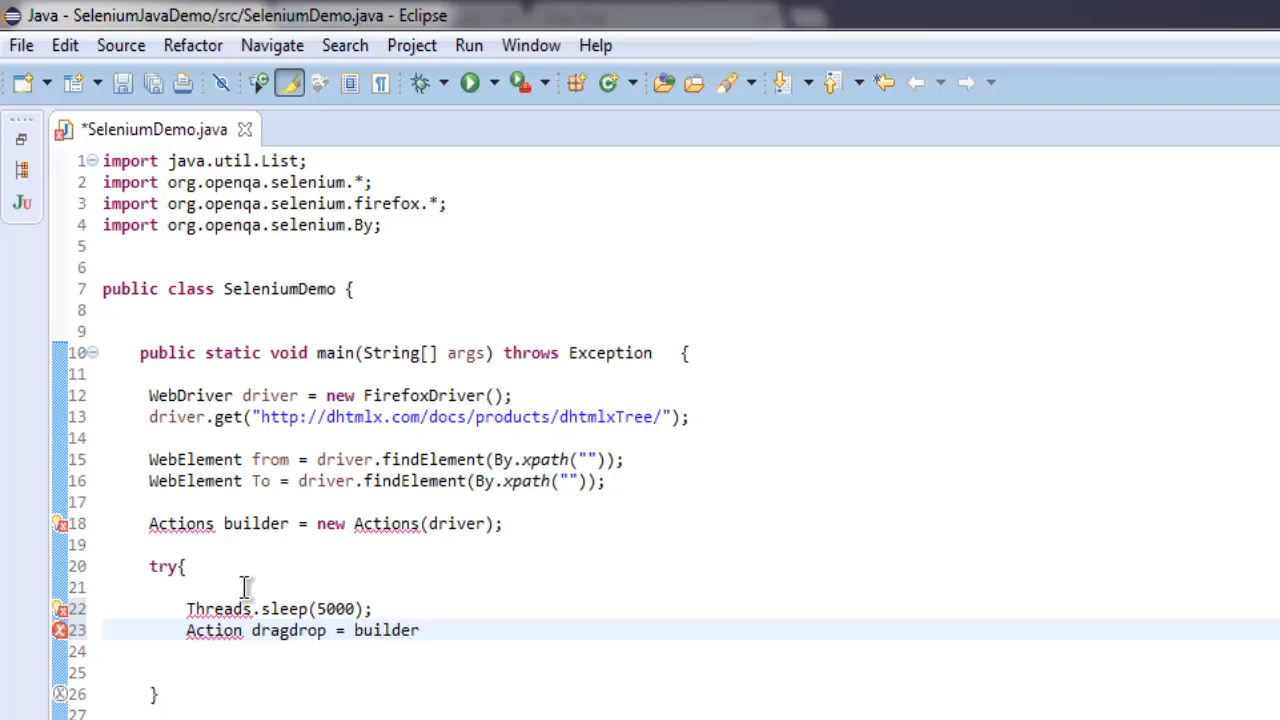 Java - SeleniumJavaDemo/src/SeleniumDemo.java - Eclipse
File Edit Source Refactor Navigate Search Project Run Window Help
*SeleniumDemo.java
1 import java.util.List;
2 import org.openqa.selenium.*;
3 import org.openqa.selenium.firefox.*;
4 import org.openqa.selenium.By;
5
6
7 public class SeleniumDemo {
8
9
10 public static void main(String[] args) throws Exception {
11
12 WebDriver driver = new FirefoxDriver();
13 driver.get("http://dhtmlx.com/docs/products/dhtmlxTree/");
14
15 WebElement from = driver.findElement(By.xpath(""));
16 WebElement To = driver.findElement(By.xpath(""));
17
18 Actions builder = new Actions(driver);
19
20 try{
21
22 Threads.sleep(5000);
23 Action dragdrop = builder
24
25
26 }
27